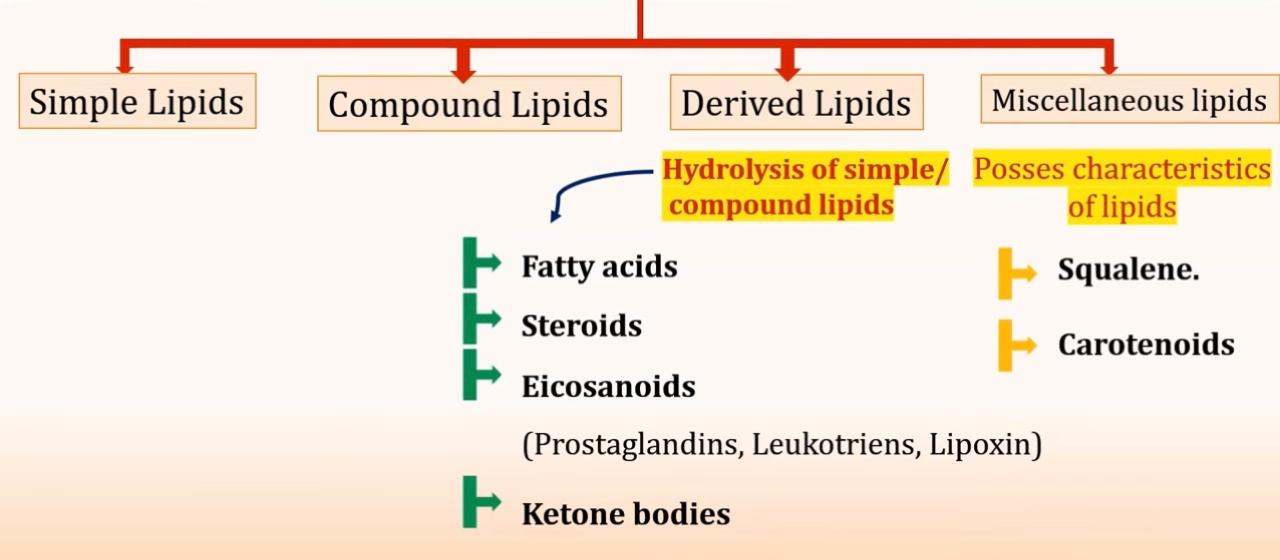 Simple Lipids
Compound Lipids
Derived Lipids
Miscellaneous lipids
Hydrolysis of simple/
compound lipids
Fatty acids
Steroids
Eicosanoids
(Prostaglandins, Leukotriens, Lipoxin)
Ketone bodies
Posses characteristics
of lipids
Squalene.
Carotenoids